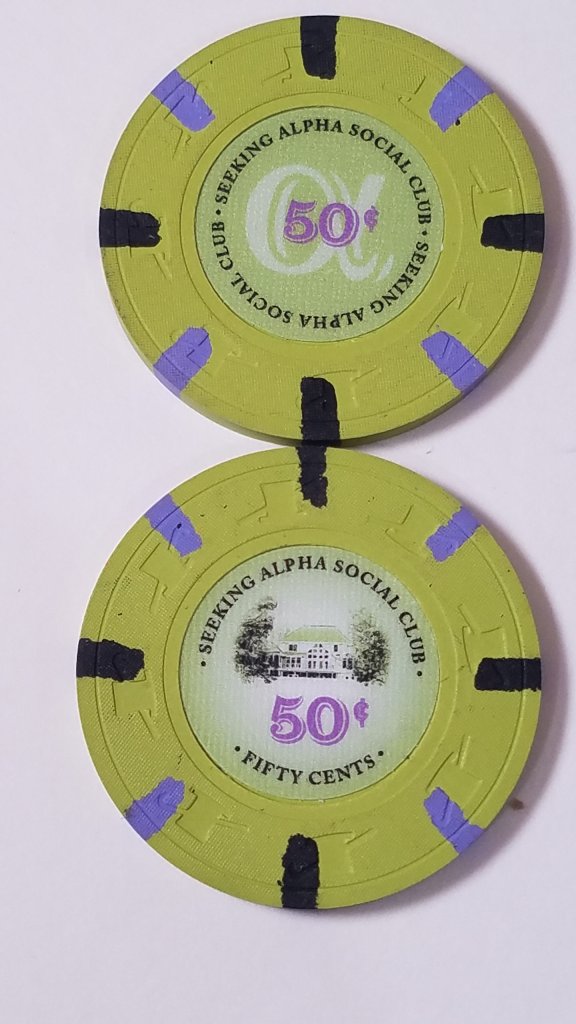 • SEEKING ALPHA SOCIAL CLUB • SEEKING ALPHA SOCIAL CLUB
α
50¢
• SEEKING ALPHA SOCIAL CLUB •
50¢
• FIFTY CENTS •